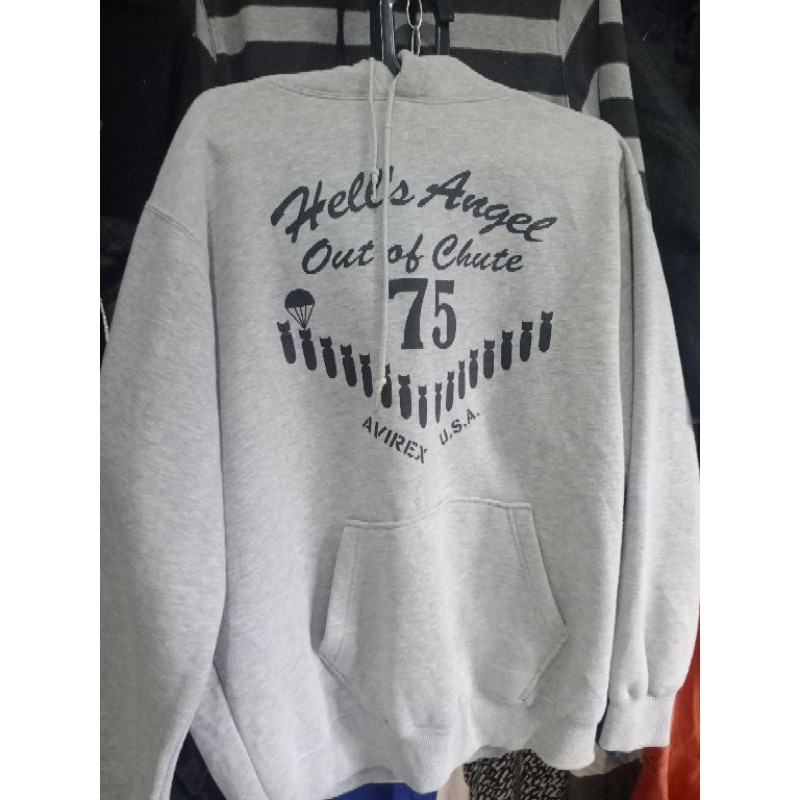 Hell's Angel
Out of Chute
75
AVIREX U.S.A.